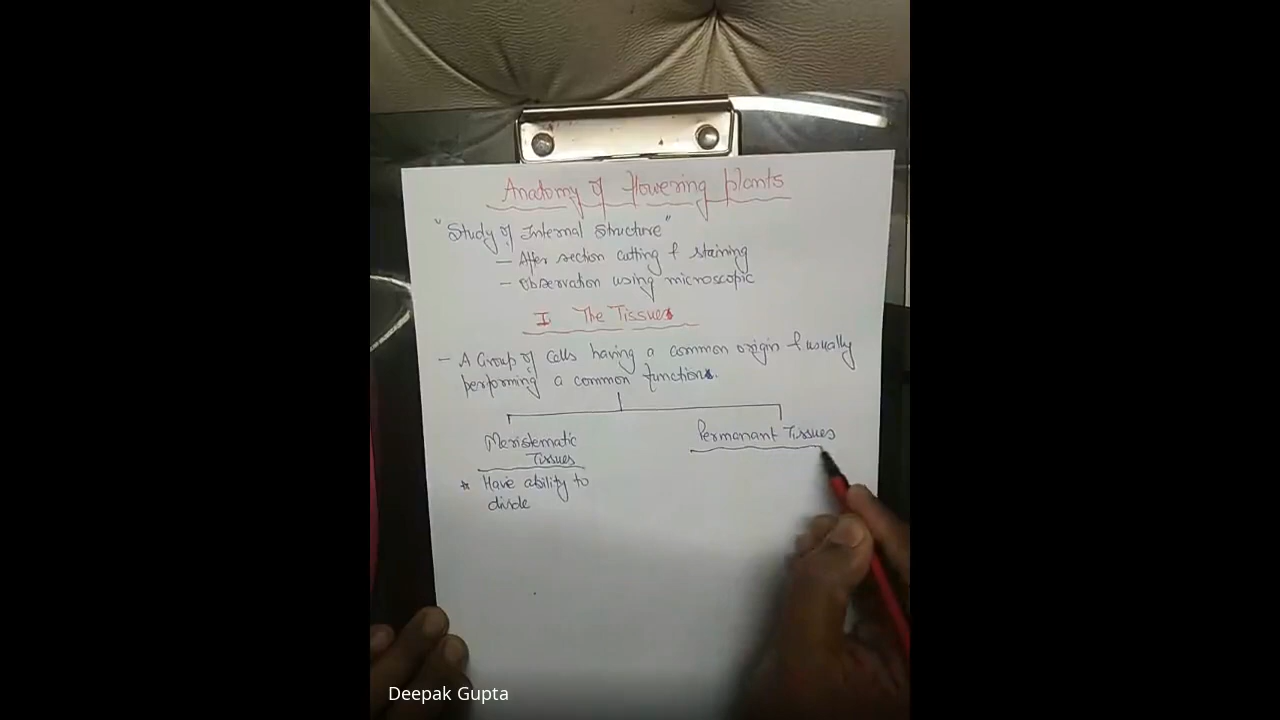 Anatomy of flowering plants
"Study of Internal Structure"
- After section cutting & staining
- Observation using microscopic
I The Tissues
- A Group of cells having a common origin & usually
performing a common functions.
Meristematic
Tissues
Permanant Tissues
* Have ability to
divide
Deepak Gupta